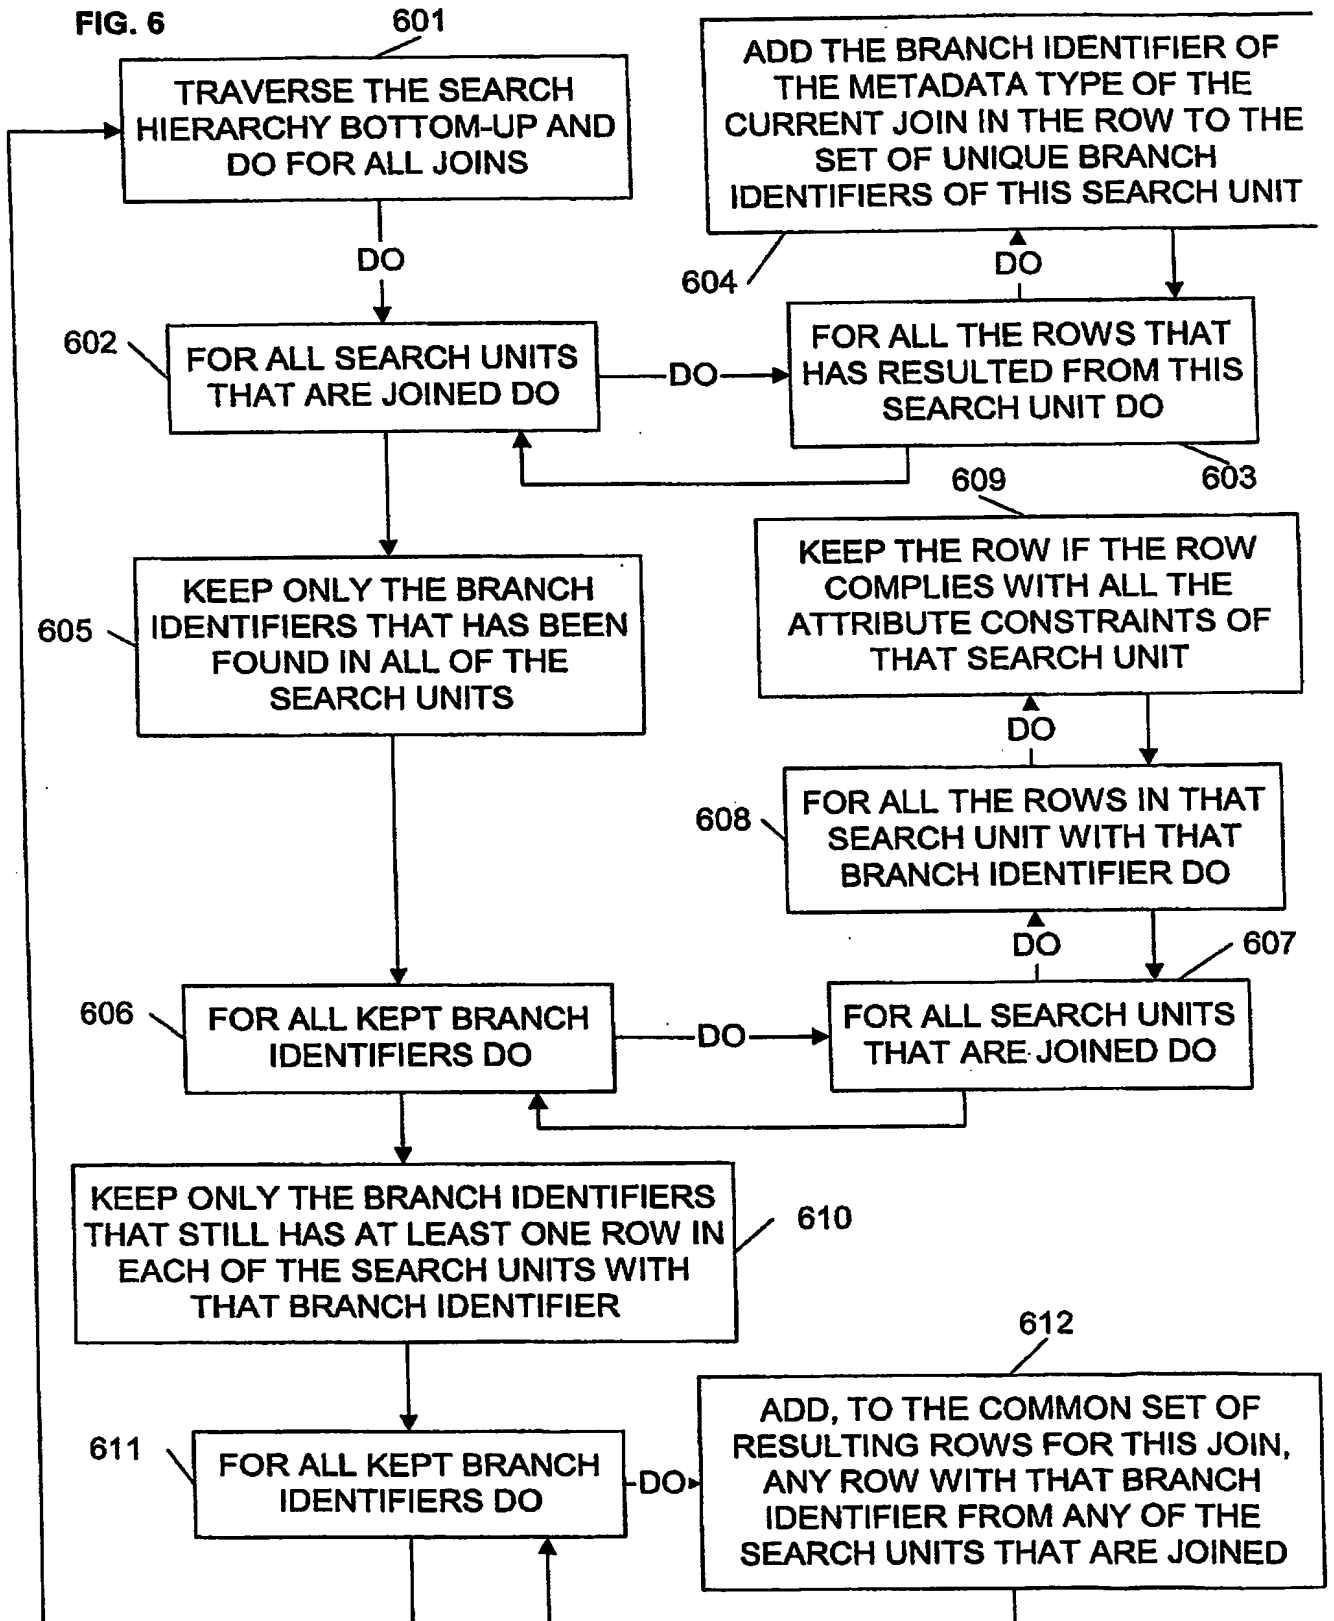 FIG. 6
601
TRAVERSE THE SEARCH
HIERARCHY BOTTOM-UP AND
DO FOR ALL JOINS
DO
ADD THE BRANCH IDENTIFIER OF
THE METADATA TYPE OF THE
CURRENT JOIN IN THE ROW TO THE
SET OF UNIQUE BRANCH
IDENTIFIERS OF THIS SEARCH UNIT
604
DO
602
FOR ALL SEARCH UNITS
THAT ARE JOINED DO
DO
FOR ALL THE ROWS THAT
HAS RESULTED FROM THIS
SEARCH UNIT DO
603
609
KEEP THE ROW IF THE ROW
COMPLIES WITH ALL THE
ATTRIBUTE CONSTRAINTS OF
THAT SEARCH UNIT
605
KEEP ONLY THE BRANCH
IDENTIFIERS THAT HAS BEEN
FOUND IN ALL OF THE
SEARCH UNITS
DO
608
FOR ALL THE ROWS IN THAT
SEARCH UNIT WITH THAT
BRANCH IDENTIFIER DO
DO
607
606
FOR ALL KEPT BRANCH
IDENTIFIERS DO
DO
FOR ALL SEARCH UNITS
THAT ARE JOINED DO
KEEP ONLY THE BRANCH IDENTIFIERS
THAT STILL HAS AT LEAST ONE ROW IN
EACH OF THE SEARCH UNITS WITH
THAT BRANCH IDENTIFIER
610
612
611
FOR ALL KEPT BRANCH
IDENTIFIERS DO
DO
ADD, TO THE COMMON SET OF
RESULTING ROWS FOR THIS JOIN,
ANY ROW WITH THAT BRANCH
IDENTIFIER FROM ANY OF THE
SEARCH UNITS THAT ARE JOINED